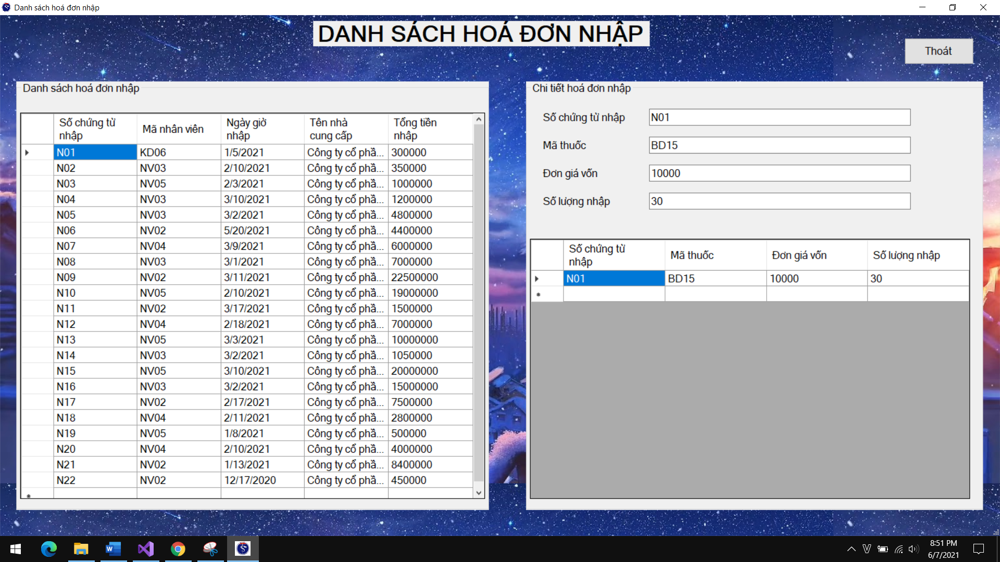 Danh sách hoá đơn nhập
DANH SÁCH HOÁ ĐƠN NHẬP
Thoát
Danh sách hoá đơn nhập
Số chứng từ nhập Mã nhân viên Ngày giờ nhập Tên nhà cung cấp Tổng tiền nhập
N01 KD06 1/5/2021 Công ty cổ phầ... 300000
N02 NV03 2/10/2021 Công ty cổ phầ... 350000
N03 NV05 2/3/2021 Công ty cổ phầ... 1000000
N04 NV03 3/10/2021 Công ty cổ phầ... 1200000
N05 NV03 3/2/2021 Công ty cổ phầ... 4800000
N06 NV02 5/20/2021 Công ty cổ phầ... 4400000
N07 NV04 3/9/2021 Công ty cổ phầ... 6000000
N08 NV03 3/1/2021 Công ty cổ phầ... 7000000
N09 NV02 3/11/2021 Công ty cổ phầ... 22500000
N10 NV05 2/10/2021 Công ty cổ phầ... 19000000
N11 NV02 3/17/2021 Công ty cổ phầ... 1500000
N12 NV04 2/18/2021 Công ty cổ phầ... 7000000
N13 NV05 3/3/2021 Công ty cổ phầ... 10000000
N14 NV03 3/2/2021 Công ty cổ phầ... 1050000
N15 NV05 3/10/2021 Công ty cổ phầ... 20000000
N16 NV03 3/2/2021 Công ty cổ phầ... 15000000
N17 NV02 2/17/2021 Công ty cổ phầ... 7500000
N18 NV04 2/11/2021 Công ty cổ phầ... 2800000
N19 NV05 1/8/2021 Công ty cổ phầ... 500000
N20 NV04 2/10/2021 Công ty cổ phầ... 4000000
N21 NV02 1/13/2021 Công ty cổ phầ... 8400000
N22 NV02 12/17/2020 Công ty cổ phầ... 450000
Chi tiết hoá đơn nhập
Số chứng từ nhập N01
Mã thuốc BD15
Đơn giá vốn 10000
Số lượng nhập 30
Số chứng từ nhập Mã thuốc Đơn giá vốn Số lượng nhập
N01 BD15 10000 30
8:51 PM
6/7/2021